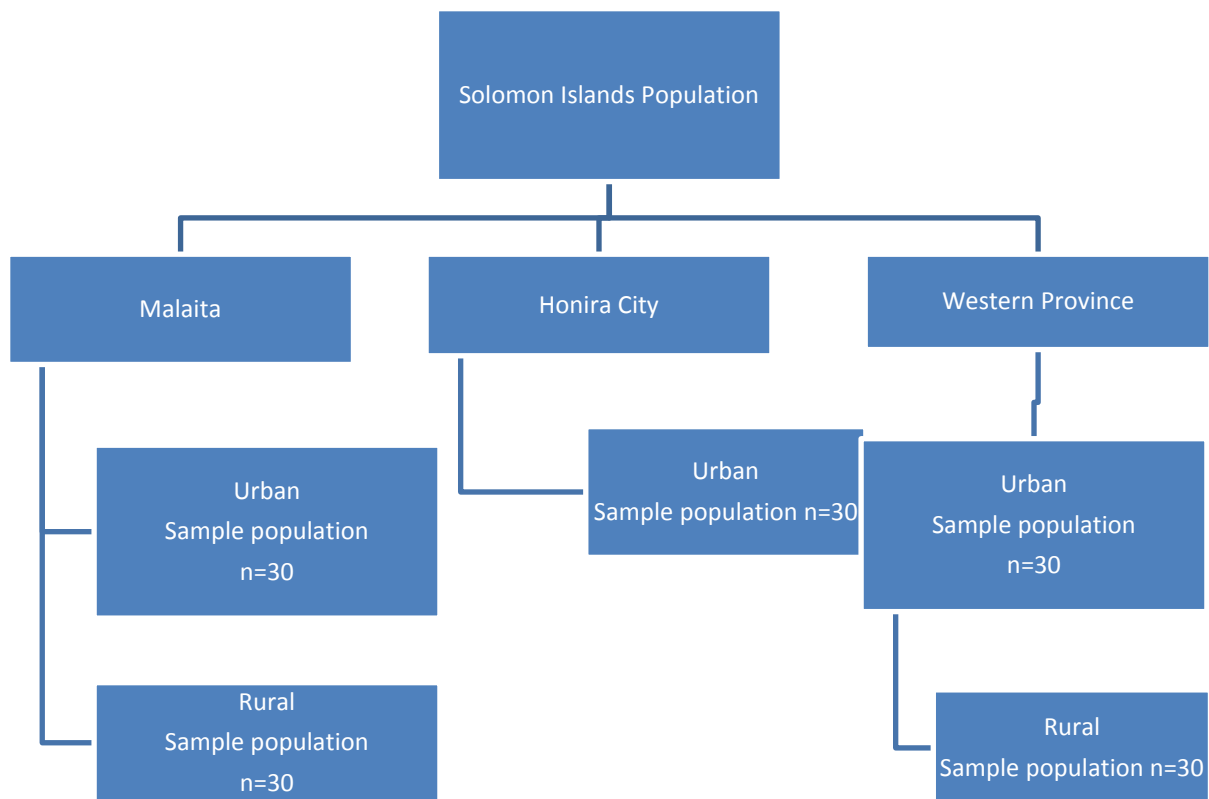 Solomon Islands Population
Malaita
Honira City
Western Province
Urban
Sample population
n=30
Urban
Sample population n=30
Urban
Sample population
n=30
Rural
Sample population
n=30
Rural
Sample population n=30